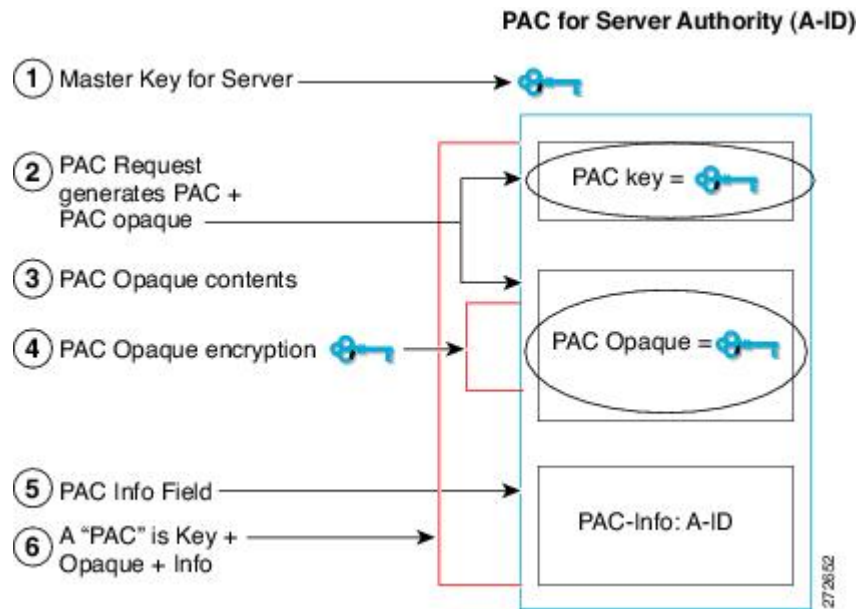 PAC for Server Authority (A-ID)
1 Master Key for Server
2 PAC Request
generates PAC +
PAC opaque
PAC key =
3 PAC Opaque contents
4 PAC Opaque encryption
PAC Opaque =
5 PAC Info Field
PAC-Info: A-ID
6 A “PAC” is Key +
Opaque + Info
272652